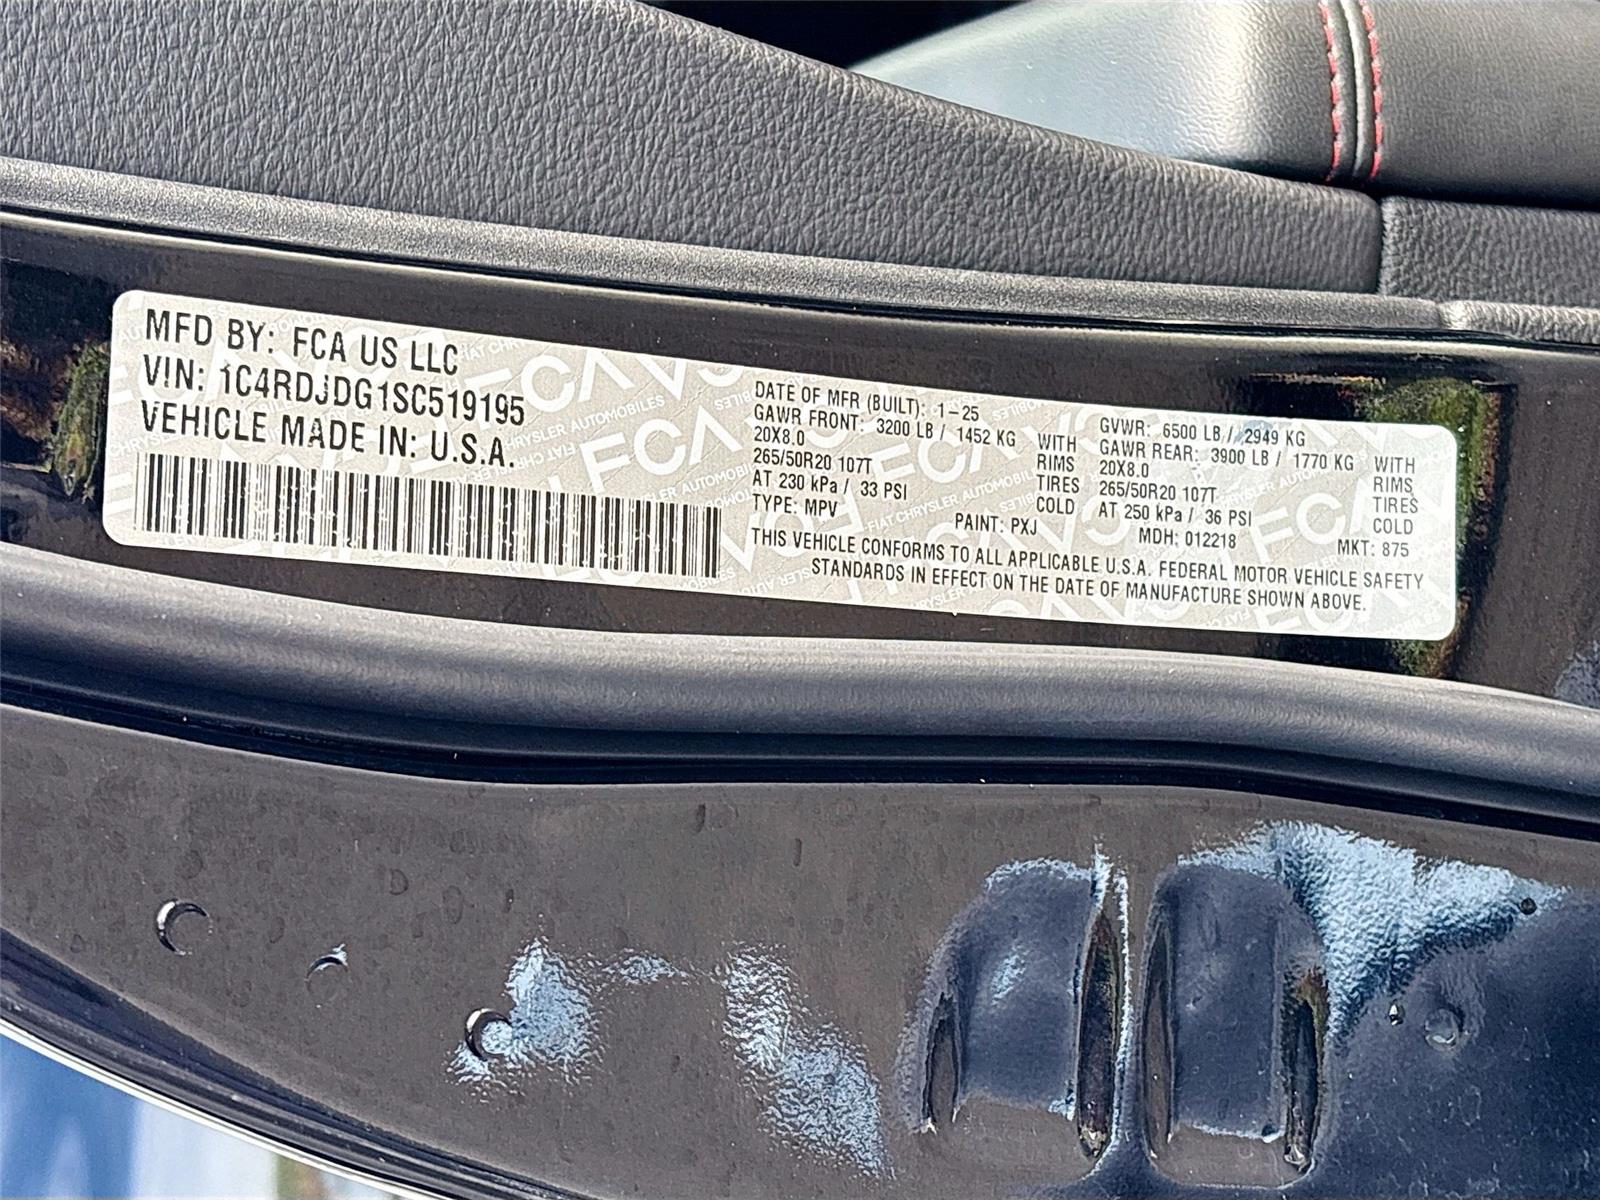 MFD BY: FCA US LLC
VIN: 1C4RDJDG1SC519195
VEHICLE MADE IN: U.S.A.
DATE OF MFR (BUILT): 1-25
GAWR FRONT: 3200 LB / 1452 KG WITH
20X8.0 RIMS
265/50R20 107T TIRES
AT 230 kPa / 33 PSI COLD
GVWR: 6500 LB / 2949 KG
GAWR REAR: 3900 LB / 1770 KG WITH
20X8.0 RIMS
265/50R20 107T TIRES
AT 250 kPa / 36 PSI COLD
TYPE: MPV PAINT: PXJ MDH: 012218 MKT: 875
THIS VEHICLE CONFORMS TO ALL APPLICABLE U.S.A. FEDERAL MOTOR VEHICLE SAFETY
STANDARDS IN EFFECT ON THE DATE OF MANUFACTURE SHOWN ABOVE.